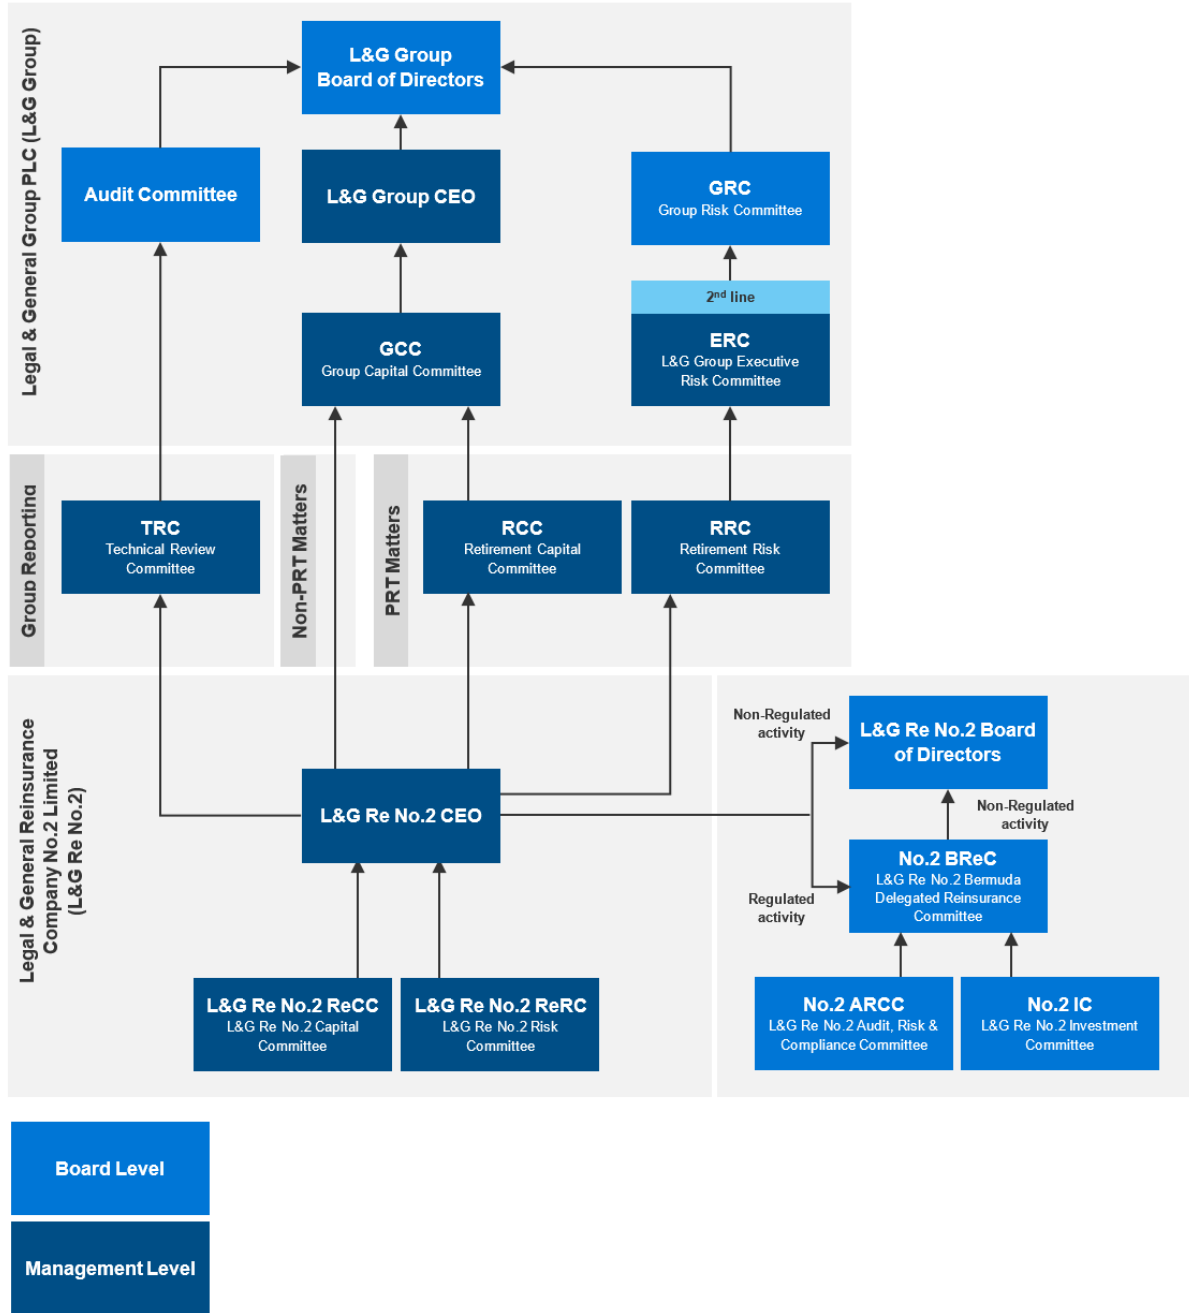 Legal & General Group PLC (L&G Group)
L&G Group
Board of Directors
Audit Committee
L&G Group CEO
GRC
Group Risk Committee
2nd line
ERC
L&G Group Executive
Risk Committee
GCC
Group Capital Committee
Group Reporting
TRC
Technical Review
Committee
Non-PRT Matters
PRT Matters
RCC
Retirement Capital
Committee
RRC
Retirement Risk
Committee
Legal & General Reinsurance
Company No.2 Limited
(L&G Re No.2)
L&G Re No.2 CEO
L&G Re No.2 ReCC
L&G Re No.2 Capital
Committee
L&G Re No.2 ReRC
L&G Re No.2 Risk
Committee
Non-Regulated
activity
L&G Re No.2 Board
of Directors
Non-Regulated
activity
Regulated
activity
No.2 BReC
L&G Re No.2 Bermuda
Delegated Reinsurance
Committee
No.2 ARCC
L&G Re No.2 Audit, Risk &
Compliance Committee
No.2 IC
L&G Re No.2 Investment
Committee
Board Level
Management Level